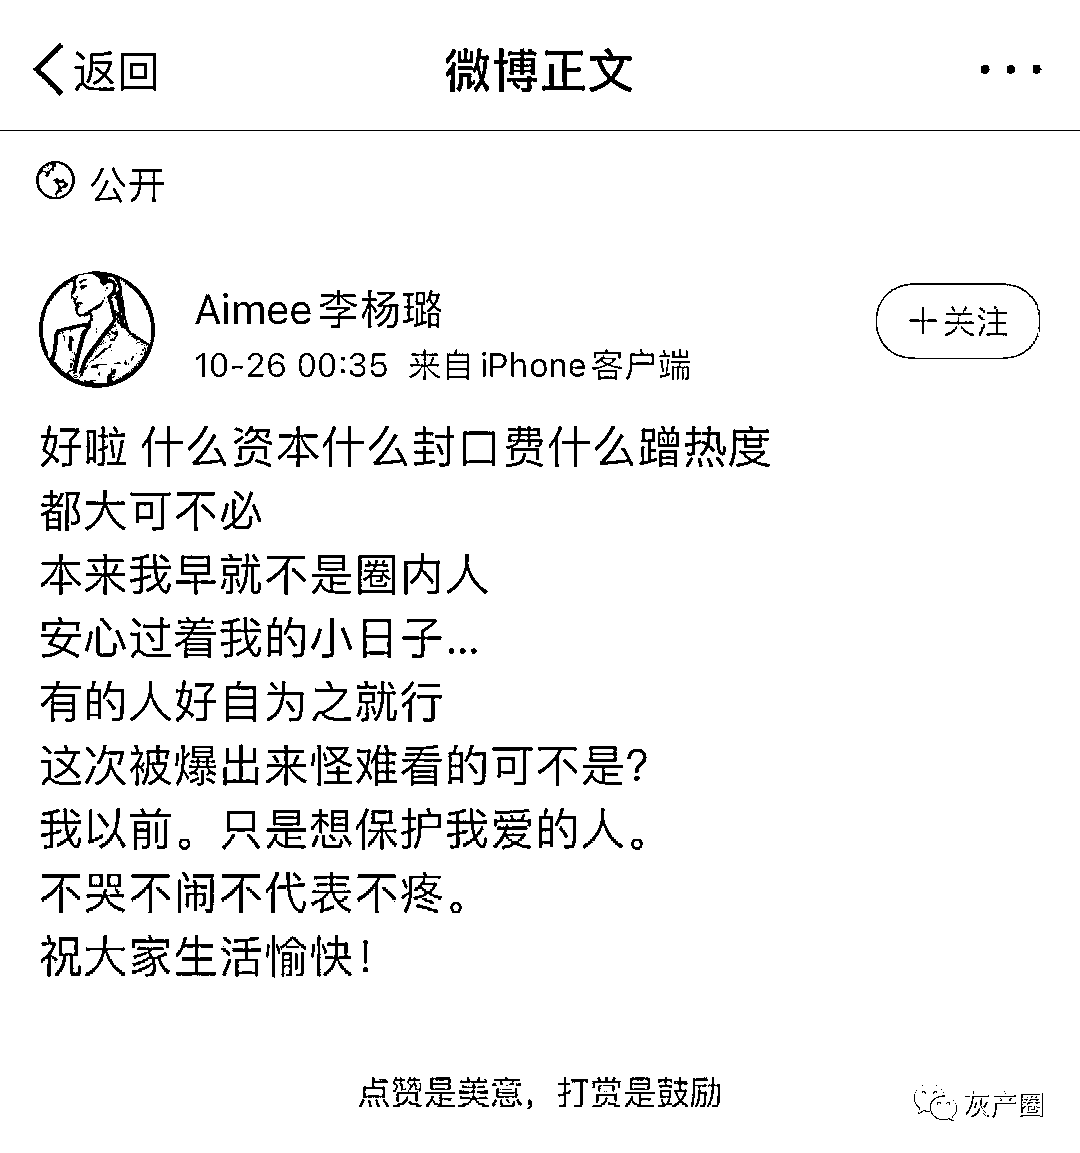 返回
微博正文
...
公开
Aimee李杨璐
10-26 00:35 来自iPhone客户端
+关注
好啦 什么资本什么封口费什么蹭热度
都大可不必
本来我早就不是圈内人
安心过着我的小日子...
有的人好自为之就行
这次被爆出来怪难看的可不是？
我以前。只是想保护我爱的人。
不哭不闹不代表不疼。
祝大家生活愉快！
点赞是美意，打赏是鼓励
灰产圈